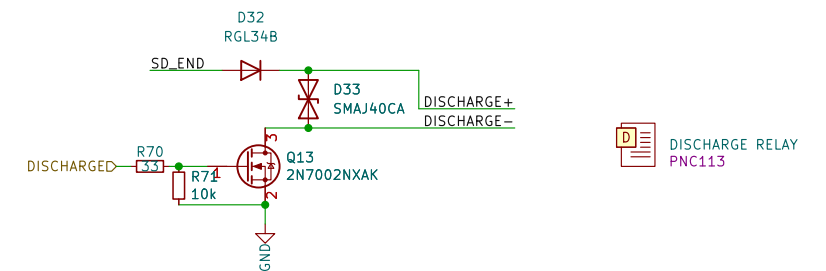 D32
RGL34B
SD_END
D33
SMAJ40CA
DISCHARGE+
DISCHARGE-
3
R70
33
DISCHARGED
1
R71
10k
Q13
2N7002NXAK
2
GND
D
DISCHARGE RELAY
PNC113